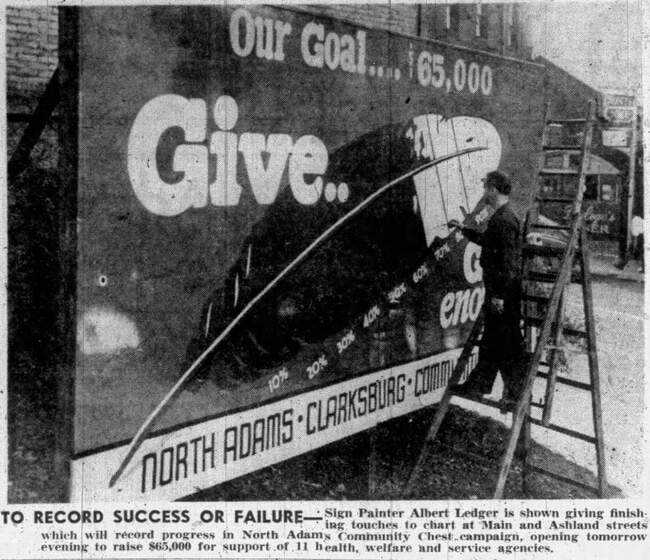 Our Goal.... $65,000
Give..
10% 20% 30% 40% 50% 60% 70%
NORTH ADAMS · CLARKSBURG ·
TO RECORD SUCCESS OR FAILURE— Sign Painter Albert Ledger is shown giving finish-
ing touches to chart at Main and Ashland streets
which will record progress in North Adams Community Chest campaign, opening tomorrow
evening to raise $65,000 for support of 11 health, welfare and service agencies.